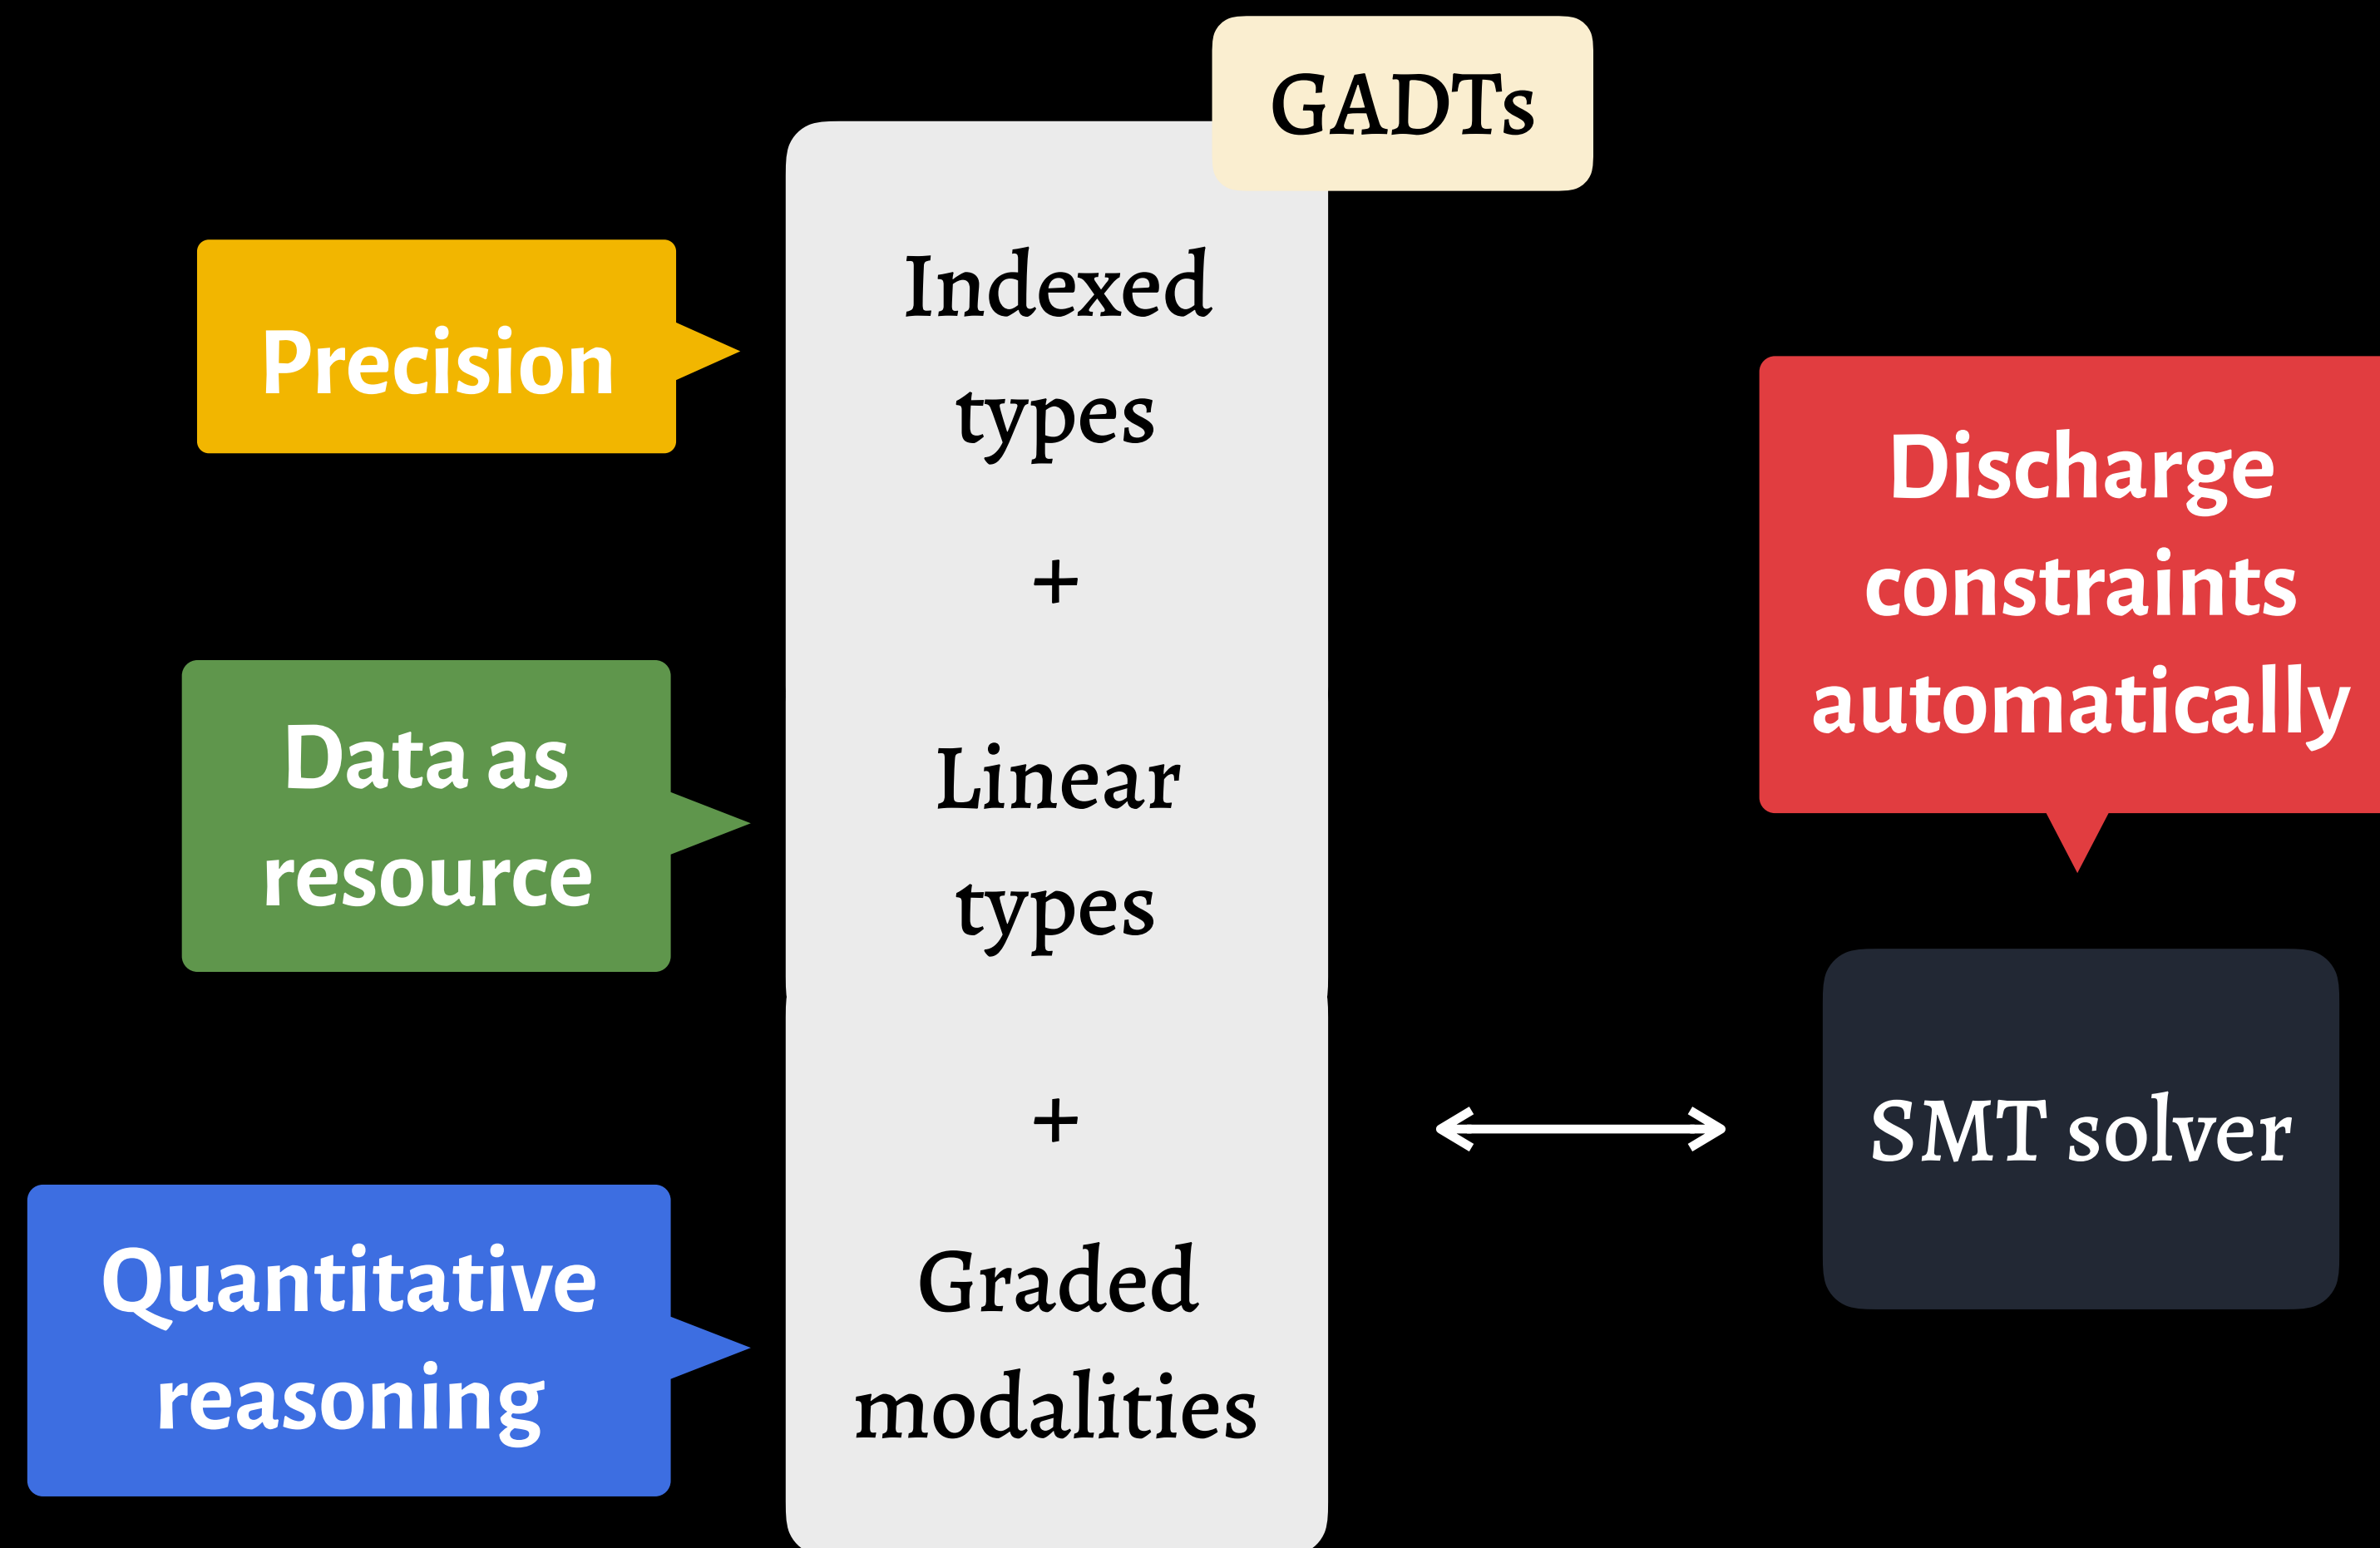 GADTs
Precision
Indexed
types
+
Data as
resource
Linear
types
+
Quantitative
reasoning
Graded
modalities
Discharge
constraints
automatically
SMT solver